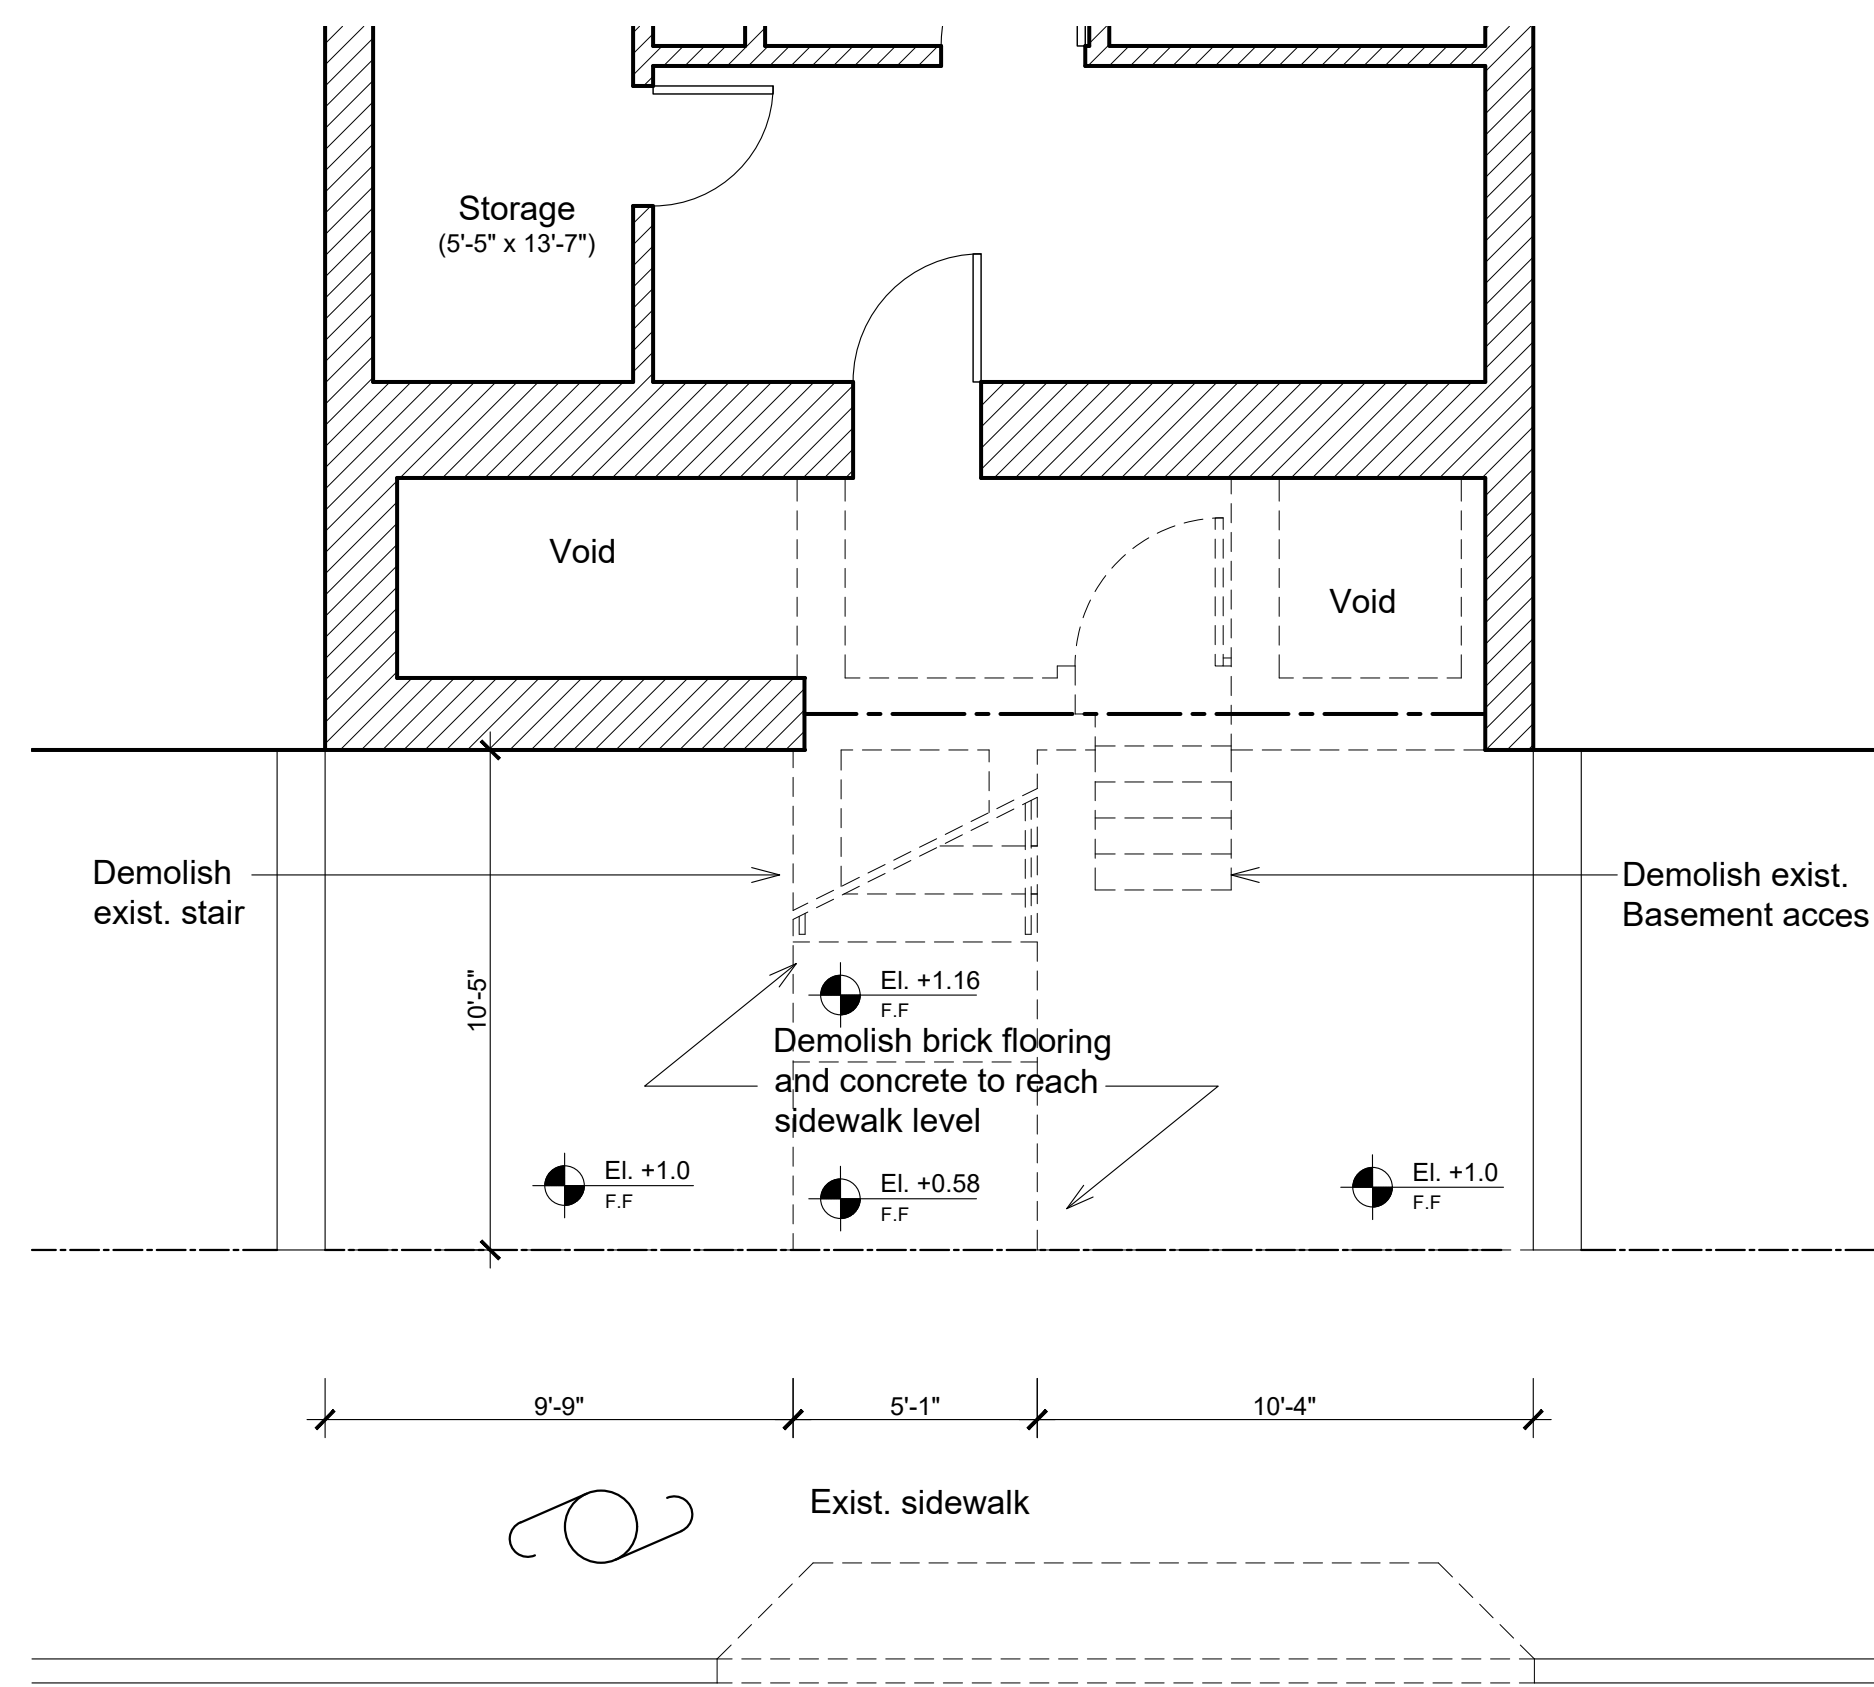 Storage
(5'-5" x 13'-7")
Void
Void
Demolish
exist. stair
Demolish exist.
Basement acces
10'-5"
El. +1.16
F.F
Demolish brick flooring
and concrete to reach
sidewalk level
El. +1.0
F.F
El. +0.58
F.F
El. +1.0
F.F
9'-9"
5'-1"
10'-4"
Exist. sidewalk